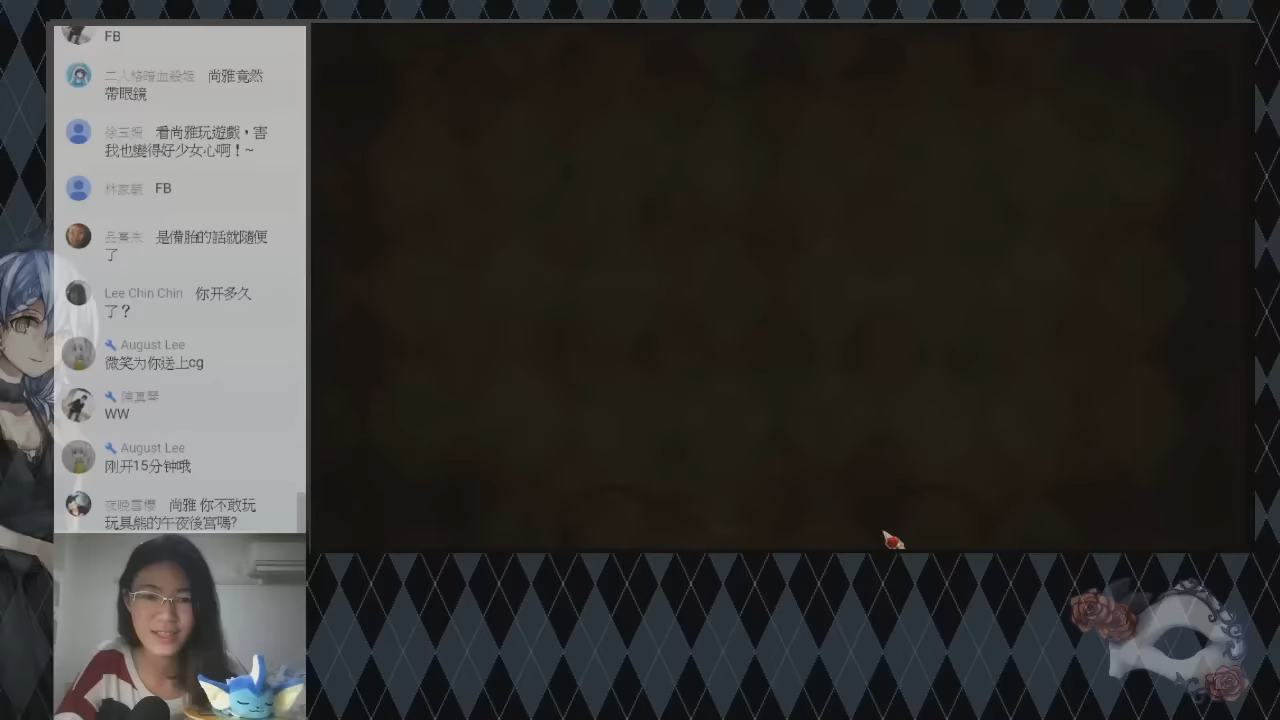 FB
尚雅竟然
帶眼鏡
看尚雅玩遊戲，害
我也變得好少女心啊！~
FB
是備胎的話就隨便
了
Lee Chin Chin 你开多久
了？
August Lee
微笑为你送上cg
WW
August Lee
刚开15分钟哦
尚雅 你不敢玩
玩具熊的午夜後宮嗎?